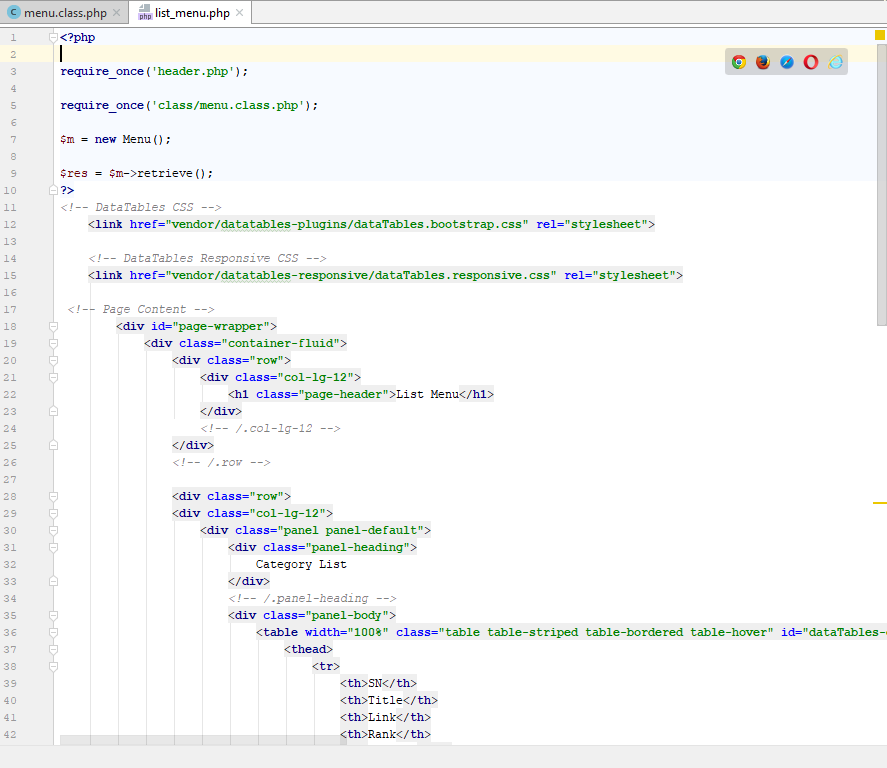 menu.class.php list_menu.php
1 <?php
2
3 require_once('header.php');
4
5 require_once('class/menu.class.php');
6
7 $m = new Menu();
8
9 $res = $m->retrieve();
10 ?>
11 <!-- DataTables CSS -->
12 <link href="vendor/datatables-plugins/dataTables.bootstrap.css" rel="stylesheet">
13
14 <!-- DataTables Responsive CSS -->
15 <link href="vendor/datatables-responsive/dataTables.responsive.css" rel="stylesheet">
16
17 <!-- Page Content -->
18 <div id="page-wrapper">
19 <div class="container-fluid">
20 <div class="row">
21 <div class="col-lg-12">
22 <h1 class="page-header">List Menu</h1>
23 </div>
24 <!-- /.col-lg-12 -->
25 </div>
26 <!-- /.row -->
27
28 <div class="row">
29 <div class="col-lg-12">
30 <div class="panel panel-default">
31 <div class="panel-heading">
32 Category List
33 </div>
34 <!-- /.panel-heading -->
35 <div class="panel-body">
36 <table width="100%" class="table table-striped table-bordered table-hover" id="dataTables-
37 <thead>
38 <tr>
39 <th>SN</th>
40 <th>Title</th>
41 <th>Link</th>
42 <th>Rank</th>